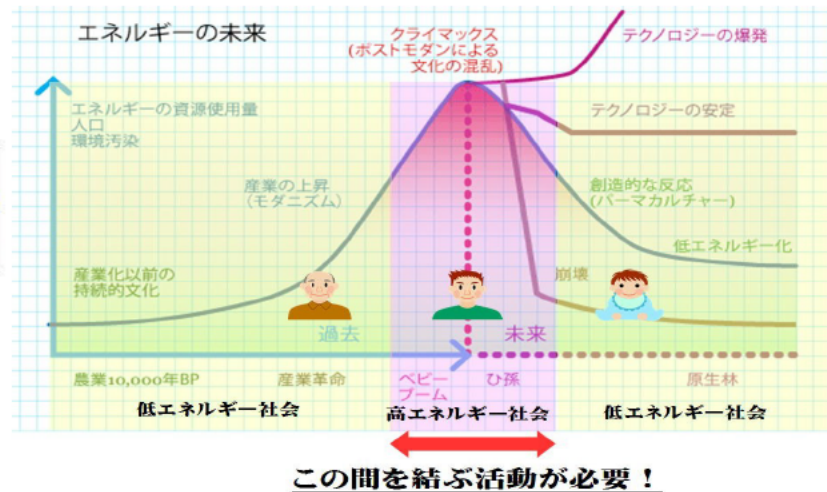 エネルギーの未来
クライマックス
(ポストモダンによる
文化の混乱)
テクノロジーの爆発
エネルギーの資源使用量
人口
環境汚染
テクノロジーの安定
産業の上昇
(モダニズム)
創造的な反応
(パーマカルチャー)
低エネルギー化
産業化以前の
持続的文化
崩壊
過去
未来
農業10,000年BP
産業革命
ベビー
ブーム
ひ孫
原生林
低エネルギー社会
高エネルギー社会
低エネルギー社会
この間を結ぶ活動が必要!